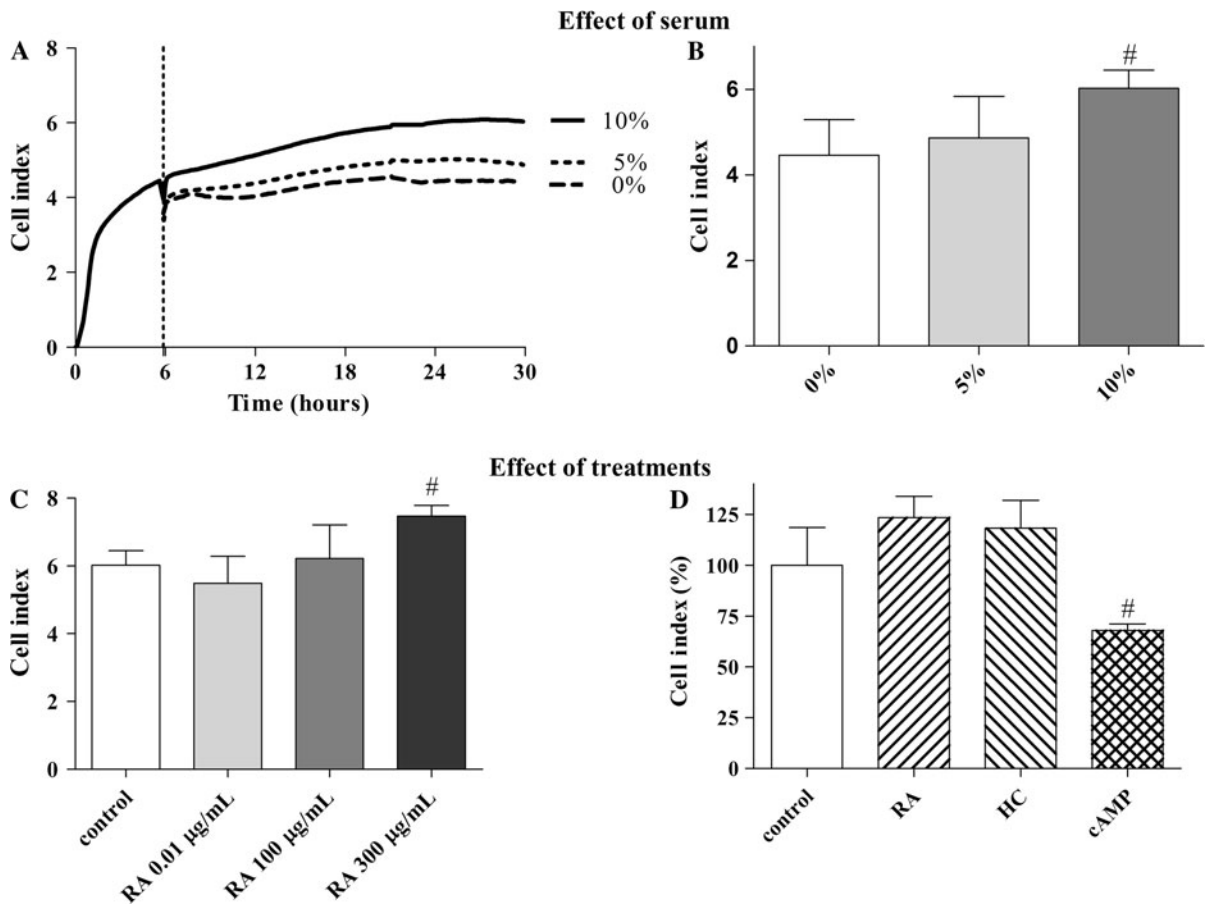 Effect of serum
A
Cell index
8
6
4
2
0
0 6 12 18 24 30
Time (hours)
10%
5%
0%
B
Cell index
6
4
2
0
#
0% 5% 10%
Effect of treatments
C
Cell index
8
6
4
2
0
#
control RA 0.01 µg/mL RA 100 µg/mL RA 300 µg/mL
D
Cell index (%)
125
100
75
50
25
0
#
control RA HC cAMP